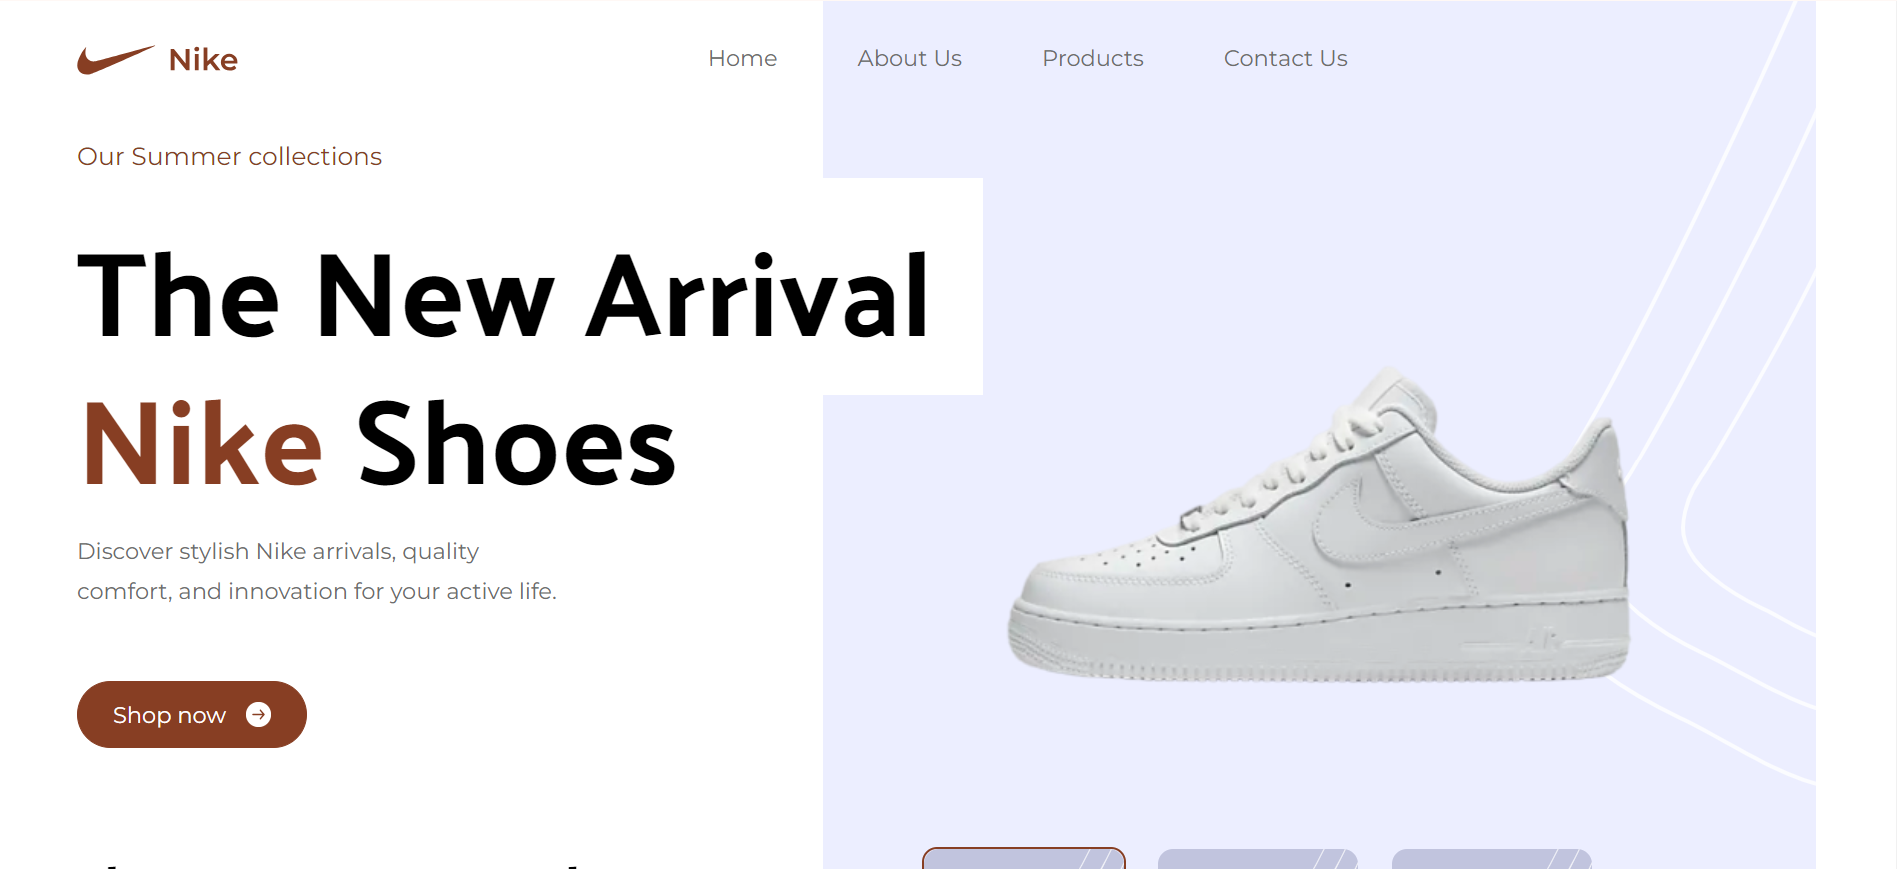 Nike
Home
About Us
Products
Contact Us
Our Summer collections
The New Arrival
Nike Shoes
Discover stylish Nike arrivals, quality
comfort, and innovation for your active life.
Shop now